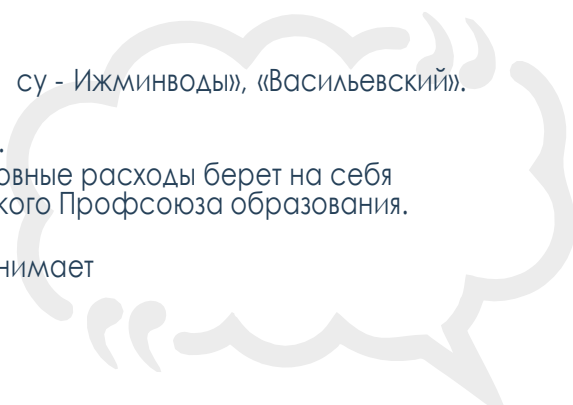 су - Ижминводы», «Васильевский».
.
овные расходы берет на себя
кого Профсоюза образования.
нимает